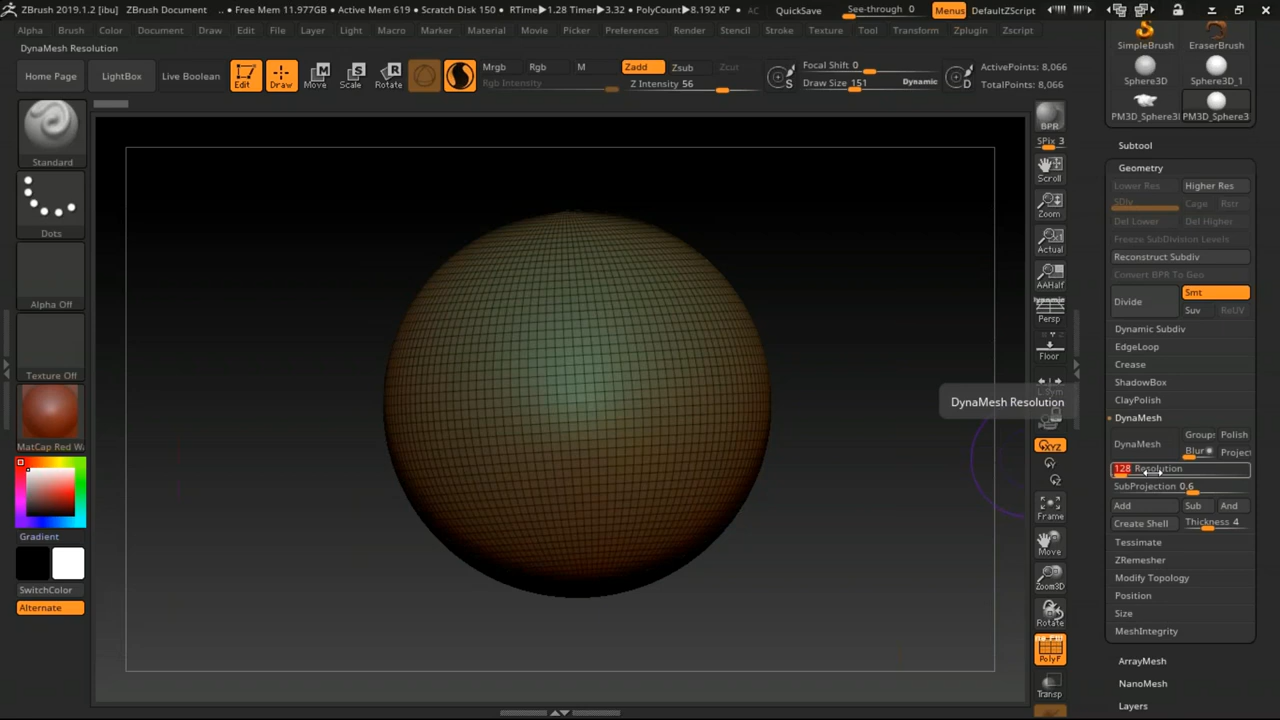 ZBrush 2019.1.2 [ibu] ZBrush Document . ● Free Mem 11.977GB ● Active Mem 619 ● Scratch Disk 150 ● RTime▶1.28 Timer▶3.32 ● PolyCount▶8.192 KP ● AC QuickSave See-through 0 Menus DefaultZScript
Alpha Brush Color Document Draw Edit File Layer Light Macro Marker Material Movie Picker Preferences Render Stencil Stroke Texture Tool Transform Zplugin Zscript
DynaMesh Resolution
SimpleBrush EraserBrush
Home Page LightBox Live Boolean Edit Draw Move Scale Rotate
Mrgb Rgb M Zadd Zsub Zcut
Rgb Intensity Z Intensity 56
S Focal Shift 0
Draw Size 151 Dynamic
D ActivePoints: 8,066
TotalPoints: 8,066
Sphere3D Sphere3D_1
PM3D_Sphere3 PM3D_Sphere3
Standard
Dots
Alpha Off
Texture Off
MatCap Red W
Gradient
SwitchColor
Alternate
BPR
SPix 3
Scroll
Zoom
Actual
AAHalf
Dynamic
Persp
Floor
L.Sym
XYZ
Y
Z
Frame
Move
Zoom3D
Rotate
PolyF
Transp
DynaMesh Resolution
Subtool
Geometry
Lower Res Higher Res
SDiv Cage Rstr
Del Lower Del Higher
Freeze SubDivision Levels
Reconstruct Subdiv
Convert BPR To Geo
Divide Smt
Suv ReUV
Dynamic Subdiv
EdgeLoop
Crease
ShadowBox
ClayPolish
DynaMesh
DynaMesh Groups Polish
Blur Project
128 Resolution
SubProjection 0.6
Add Sub And
Create Shell Thickness 4
Tessimate
ZRemesher
Modify Topology
Position
Size
MeshIntegrity
ArrayMesh
NanoMesh
Layers